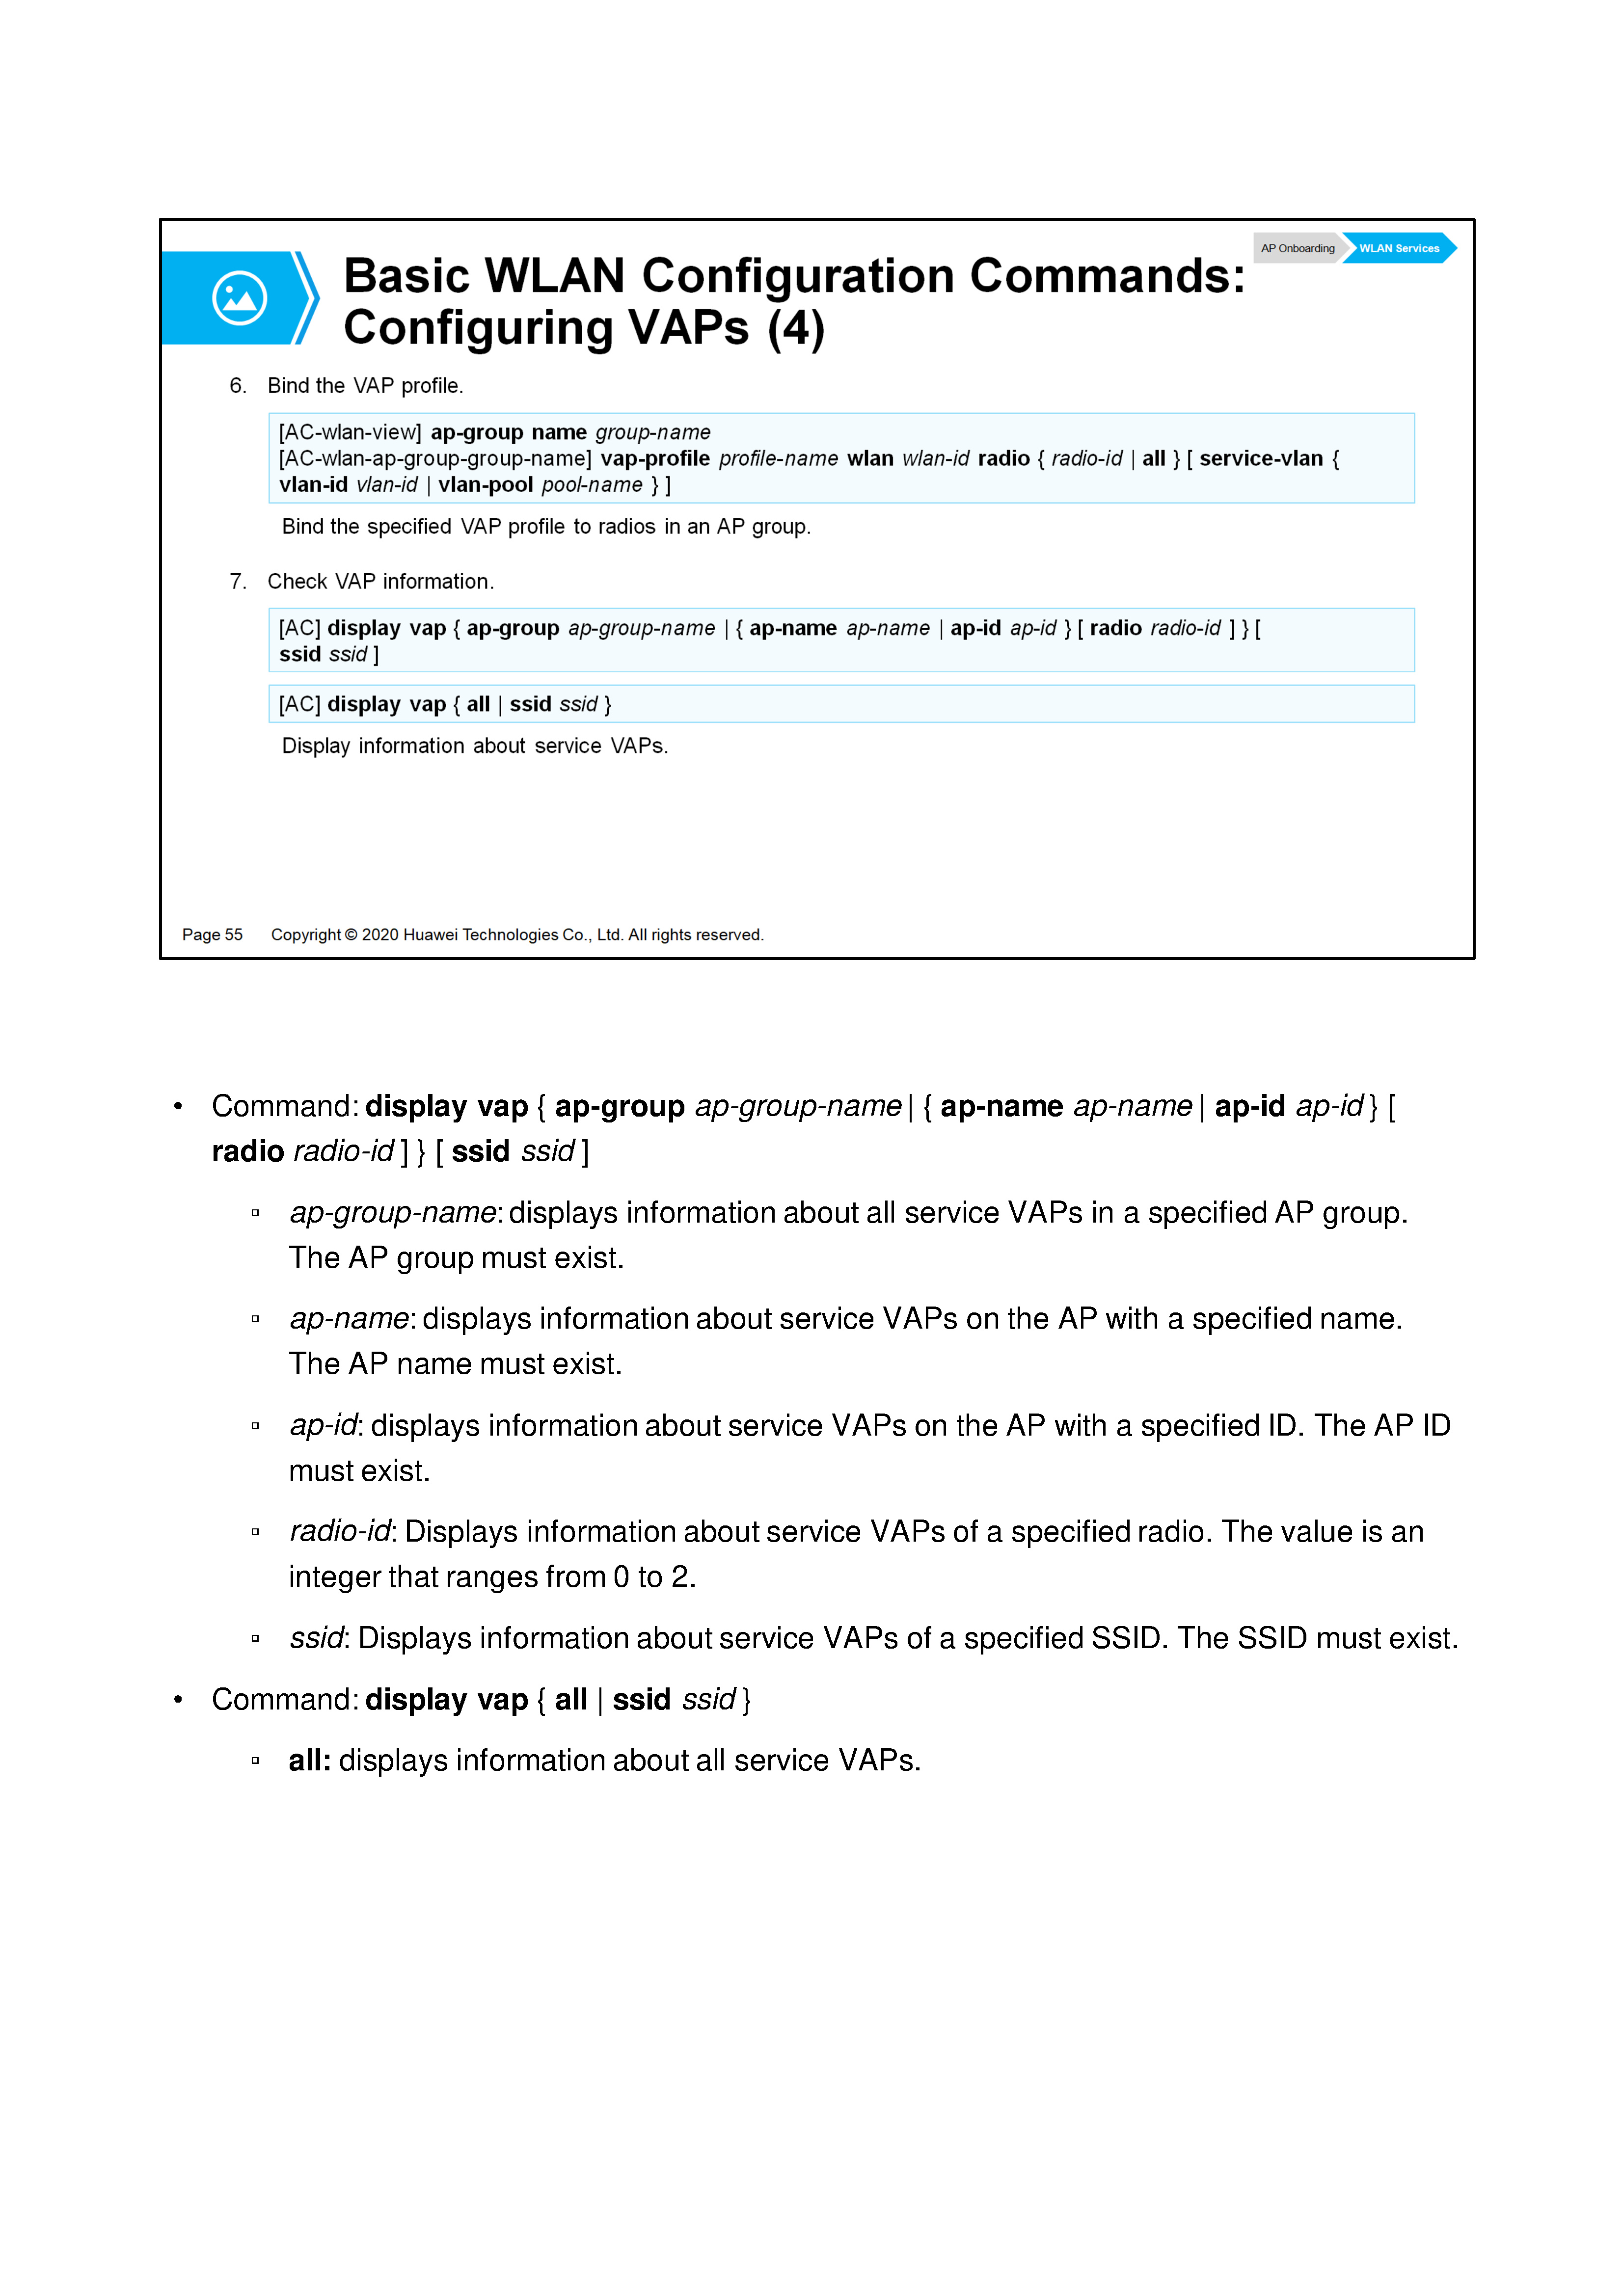 AP Onboarding WLAN Services
Basic WLAN Configuration Commands:
Configuring VAPs (4)
6. Bind the VAP profile.
[AC-wlan-view] ap-group name group-name
[AC-wlan-ap-group-group-name] vap-profile profile-name wlan wlan-id radio { radio-id | all } [ service-vlan {
vlan-id vlan-id | vlan-pool pool-name } ]
Bind the specified VAP profile to radios in an AP group.
7. Check VAP information.
[AC] display vap { ap-group ap-group-name | { ap-name ap-name | ap-id ap-id } [ radio radio-id ] } [
ssid ssid ]
[AC] display vap { all | ssid ssid }
Display information about service VAPs.
Page 55 Copyright © 2020 Huawei Technologies Co., Ltd. All rights reserved.
• Command: display vap { ap-group ap-group-name | { ap-name ap-name | ap-id ap-id } [
radio radio-id ] } [ ssid ssid ]
▫ ap-group-name: displays information about all service VAPs in a specified AP group.
The AP group must exist.
▫ ap-name: displays information about service VAPs on the AP with a specified name.
The AP name must exist.
▫ ap-id: displays information about service VAPs on the AP with a specified ID. The AP ID
must exist.
▫ radio-id: Displays information about service VAPs of a specified radio. The value is an
integer that ranges from 0 to 2.
▫ ssid: Displays information about service VAPs of a specified SSID. The SSID must exist.
• Command: display vap { all | ssid ssid }
▫ all: displays information about all service VAPs.